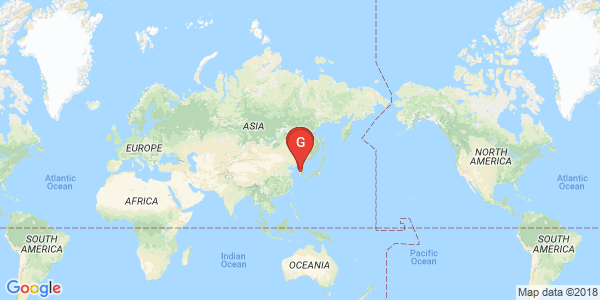 ASIA
G
EUROPE
NORTH
AMERICA
Atlantic
Ocean
Atlantic
Ocean
AFRICA
SOUTH
AMERICA
Indian
Ocean
OCEANIA
Pacific
Ocean
SOUTH
AMERICA
Google
Map data ©2018